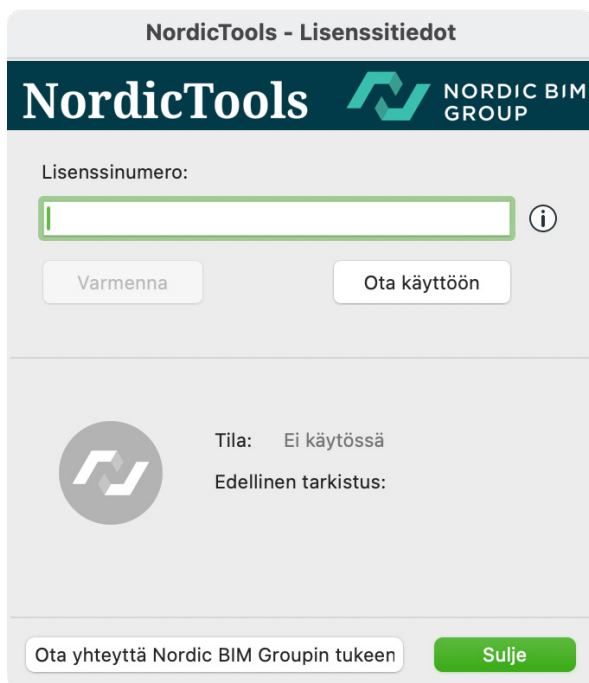 NordicTools - Lisenssitiedot
NordicTools NORDIC BIM
GROUP
Lisenssinumero:
Varmenna Ota käyttöön
Tila: Ei käytössä
Edellinen tarkistus:
Ota yhteyttä Nordic BIM Groupin tukeen Sulje